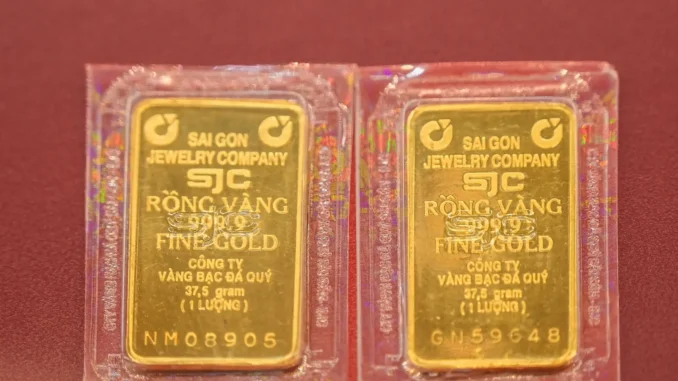 SAI GON
JEWELRY COMPANY
SJC
RỒNG VÀNG
999.9
FINE GOLD
CÔNG TY
VÀNG BẠC ĐÁ QUÝ
37,5 gram
(1 LƯỢNG)
NM08905
SAI GON
JEWELRY COMPANY
SJC
RỒNG VÀNG
999.9
FINE GOLD
CÔNG TY
VÀNG BẠC ĐÁ QUÝ
37,5 gram
(1 LƯỢNG)
GN59648